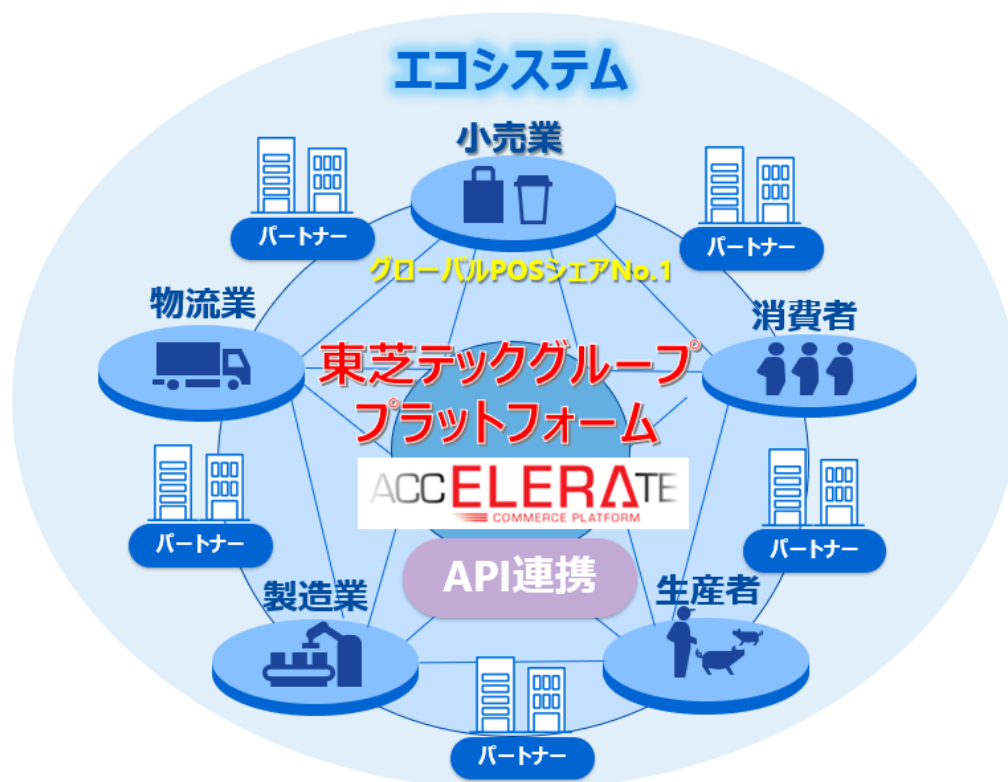 エコシステム
小売業
パートナー
パートナー
グローバルPOSシェアNo.1
物流業
消費者
東芝テックグループ
プラットフォーム
ACCELERATE
COMMERCE PLATFORM
パートナー
パートナー
API連携
製造業
生産者
パートナー